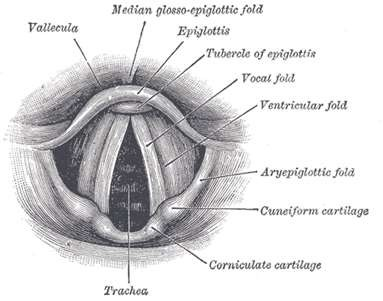 Median glosso-epiglottic fold
Vallecula
Epiglottis
Tubercle of epiglottis
Vocal fold
Ventricular fold
Aryepiglottic fold
Cuneiform cartilage
Corniculate cartilage
Trachea